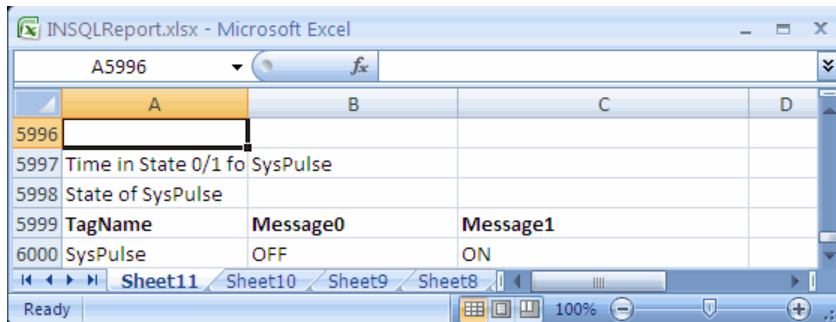 INSQLReport.xlsx - Microsoft Excel
A5996 fx
A B C D
5996
5997 Time in State 0/1 fo SysPulse
5998 State of SysPulse
5999 TagName Message0 Message1
6000 SysPulse OFF ON
Sheet11 Sheet10 Sheet9 Sheet8
Ready 100%